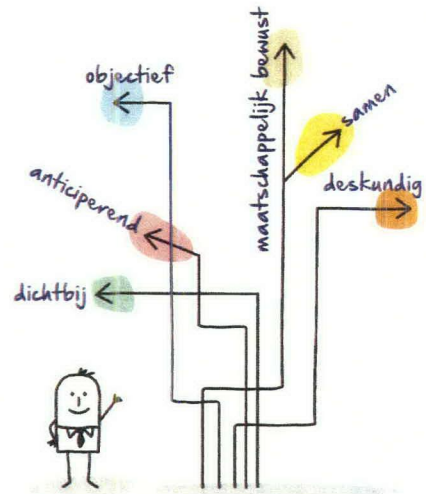 objectief
maatschappelijk bewust
samen
anticiperend
deskundig
dichtbij